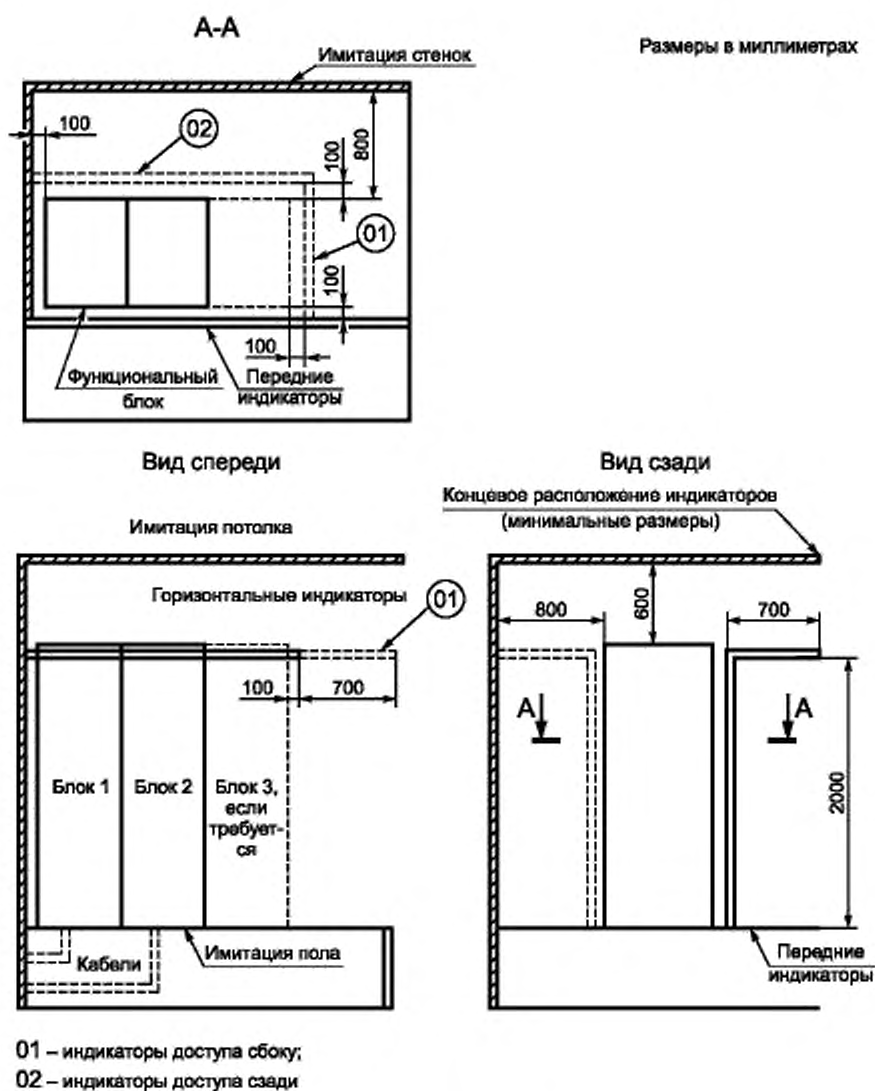 А-А
Имитация стенок
Размеры в миллиметрах
100
02
100
800
01
100
100
Функциональный
блок
Передние
индикаторы
Вид спереди
Вид сзади
Концевое расположение индикаторов
(минимальные размеры)
Имитация потолка
Горизонтальные индикаторы
01
800
600
700
100
700
А
А
Блок 1
Блок 2
Блок 3,
если
требует-
ся
2000
Кабели
Имитация пола
Передние
индикаторы
01 – индикаторы доступа сбоку;
02 – индикаторы доступа сзади